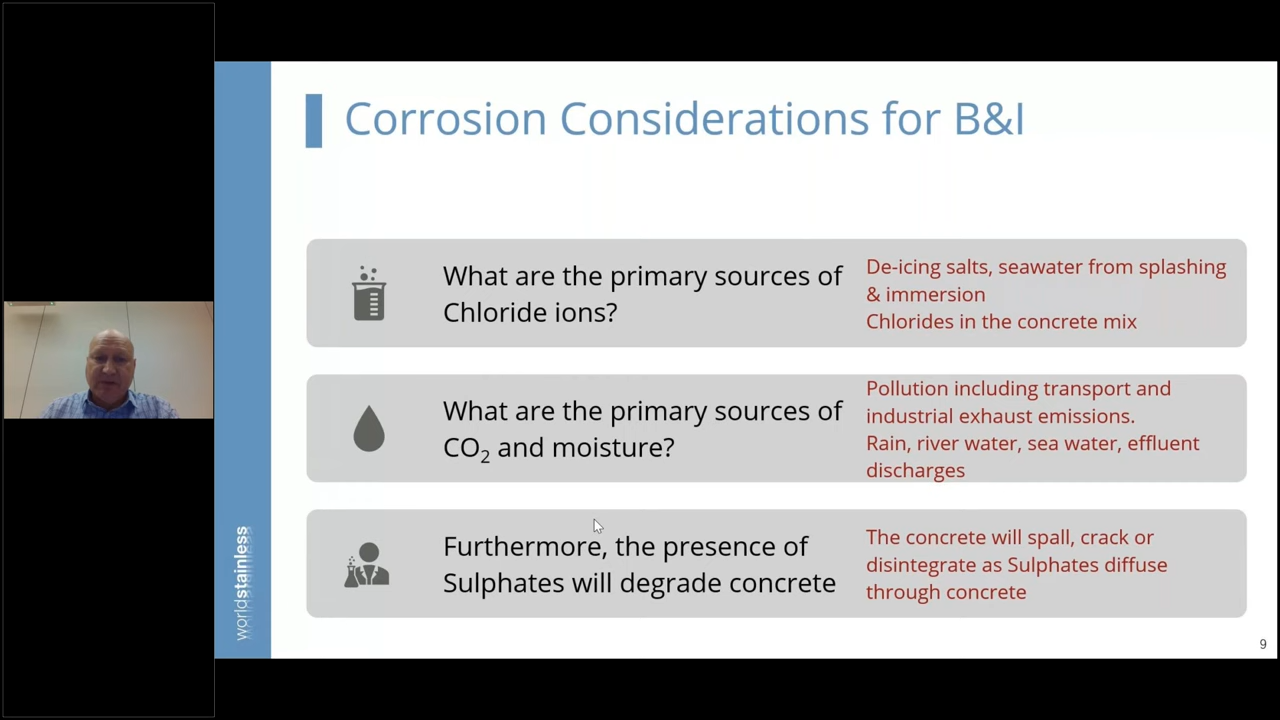 Corrosion Considerations for B&I
What are the primary sources of
Chloride ions?
De-icing salts, seawater from splashing
& immersion
Chlorides in the concrete mix
What are the primary sources of
CO₂ and moisture?
Pollution including transport and
industrial exhaust emissions.
Rain, river water, sea water, effluent
discharges
Furthermore, the presence of
Sulphates will degrade concrete
The concrete will spall, crack or
disintegrate as Sulphates diffuse
through concrete
worldstainless
9